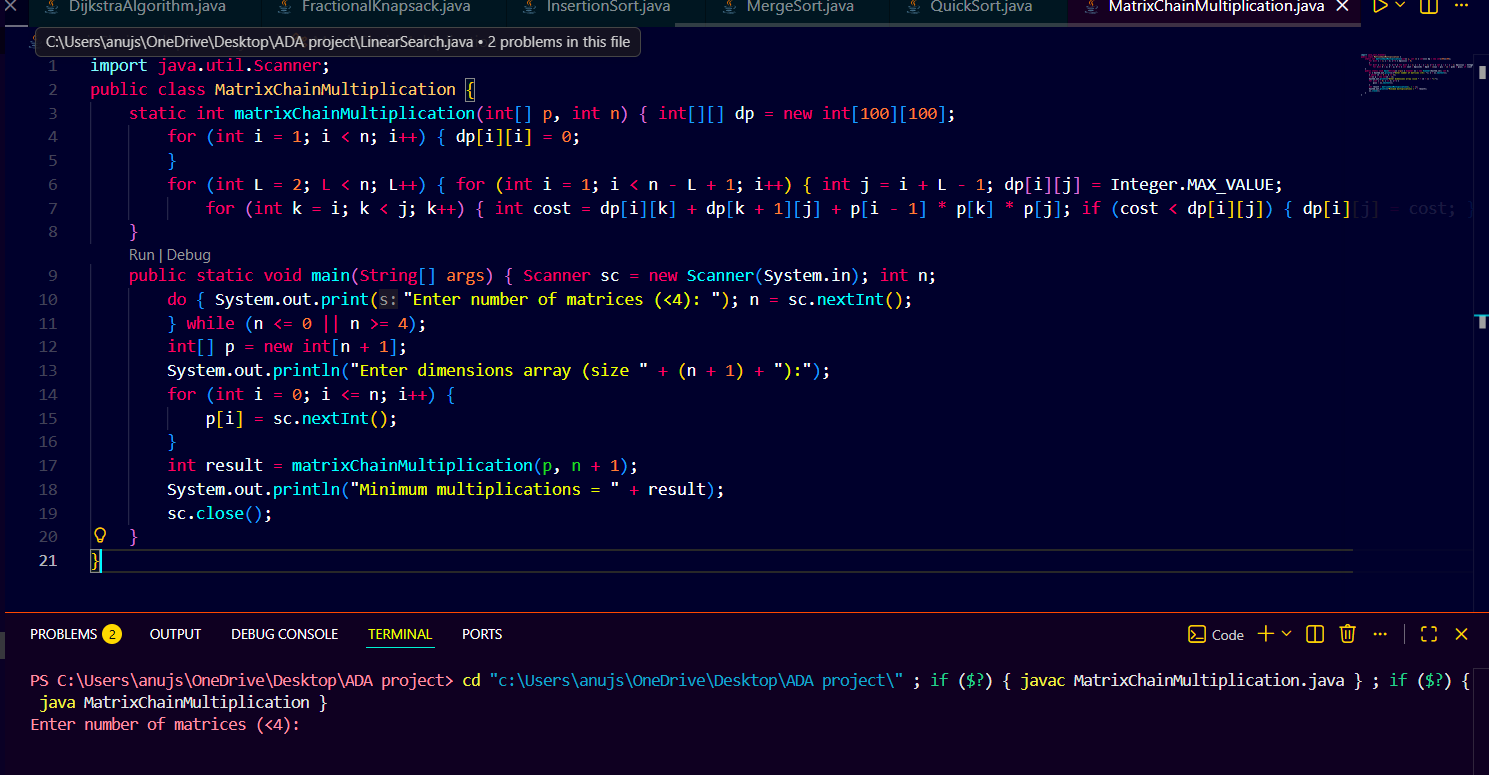 DijkstraAlgorithm.java FractionalKnapsack.java InsertionSort.java MergeSort.java QuickSort.java MatrixChainMultiplication.java
C:\Users\anujs\OneDrive\Desktop\ADA project\LinearSearch.java • 2 problems in this file
1 import java.util.Scanner;
2 public class MatrixChainMultiplication {
3 static int matrixChainMultiplication(int[] p, int n) { int[][] dp = new int[100][100];
4 for (int i = 1; i < n; i++) { dp[i][i] = 0;
5 }
6 for (int L = 2; L < n; L++) { for (int i = 1; i < n - L + 1; i++) { int j = i + L - 1; dp[i][j] = Integer.MAX_VALUE;
7 for (int k = i; k < j; k++) { int cost = dp[i][k] + dp[k + 1][j] + p[i - 1] * p[k] * p[j]; if (cost < dp[i][j]) { dp[i][j] = cost; }
8 }
Run | Debug
9 public static void main(String[] args) { Scanner sc = new Scanner(System.in); int n;
10 do { System.out.print(s: "Enter number of matrices (<4): "); n = sc.nextInt();
11 } while (n <= 0 || n >= 4);
12 int[] p = new int[n + 1];
13 System.out.println("Enter dimensions array (size " + (n + 1) + "):");
14 for (int i = 0; i <= n; i++) {
15 p[i] = sc.nextInt();
16 }
17 int result = matrixChainMultiplication(p, n + 1);
18 System.out.println("Minimum multiplications = " + result);
19 sc.close();
20 }
21 }
PROBLEMS 2 OUTPUT DEBUG CONSOLE TERMINAL PORTS Code
PS C:\Users\anujs\OneDrive\Desktop\ADA project> cd "c:\Users\anujs\OneDrive\Desktop\ADA project\" ; if ($?) { javac MatrixChainMultiplication.java } ; if ($?) {
java MatrixChainMultiplication }
Enter number of matrices (<4):